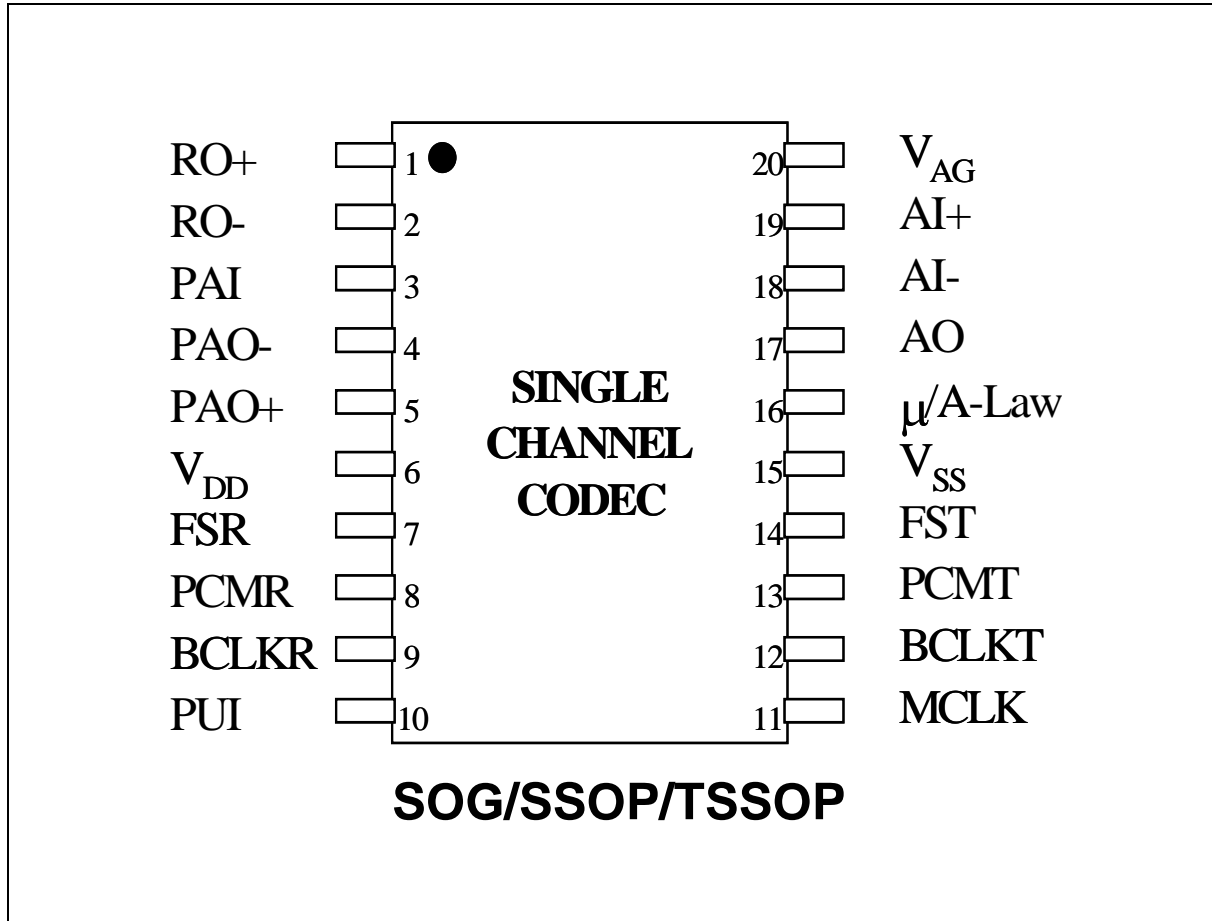 RO+ 1 20 VAG
RO- 2 19 AI+
PAI 3 18 AI-
PAO- 4 17 AO
PAO+ 5 16 μ/A-Law
VDD 6 15 VSS
FSR 7 14 FST
PCMR 8 13 PCMT
BCLKR 9 12 BCLKT
PUI 10 11 MCLK
SINGLE
CHANNEL
CODEC
SOG/SSOP/TSSOP